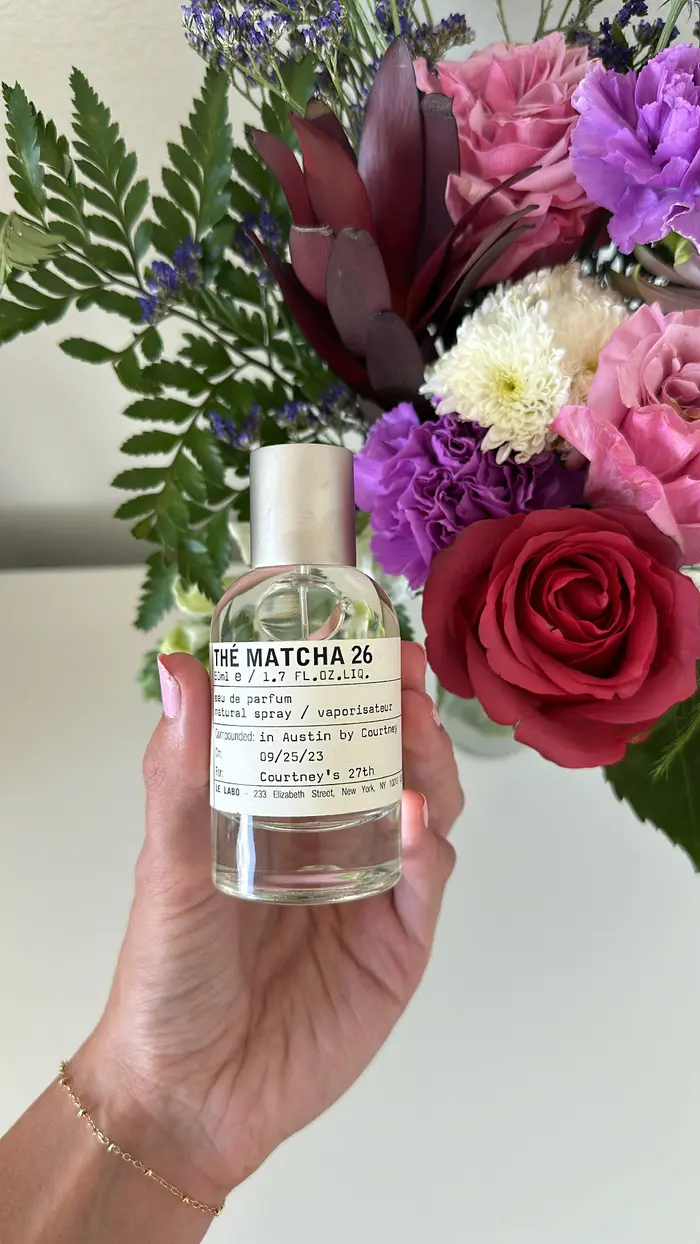 THÉ MATCHA 26
50ml e / 1.7 FL.OZ.LIQ.
eau de parfum
natural spray / vaporisateur
Compounded: in Austin by Courtney
On: 09/25/23
For: Courtney's 27th
LE LABO - 233 Elizabeth Street, New York, NY